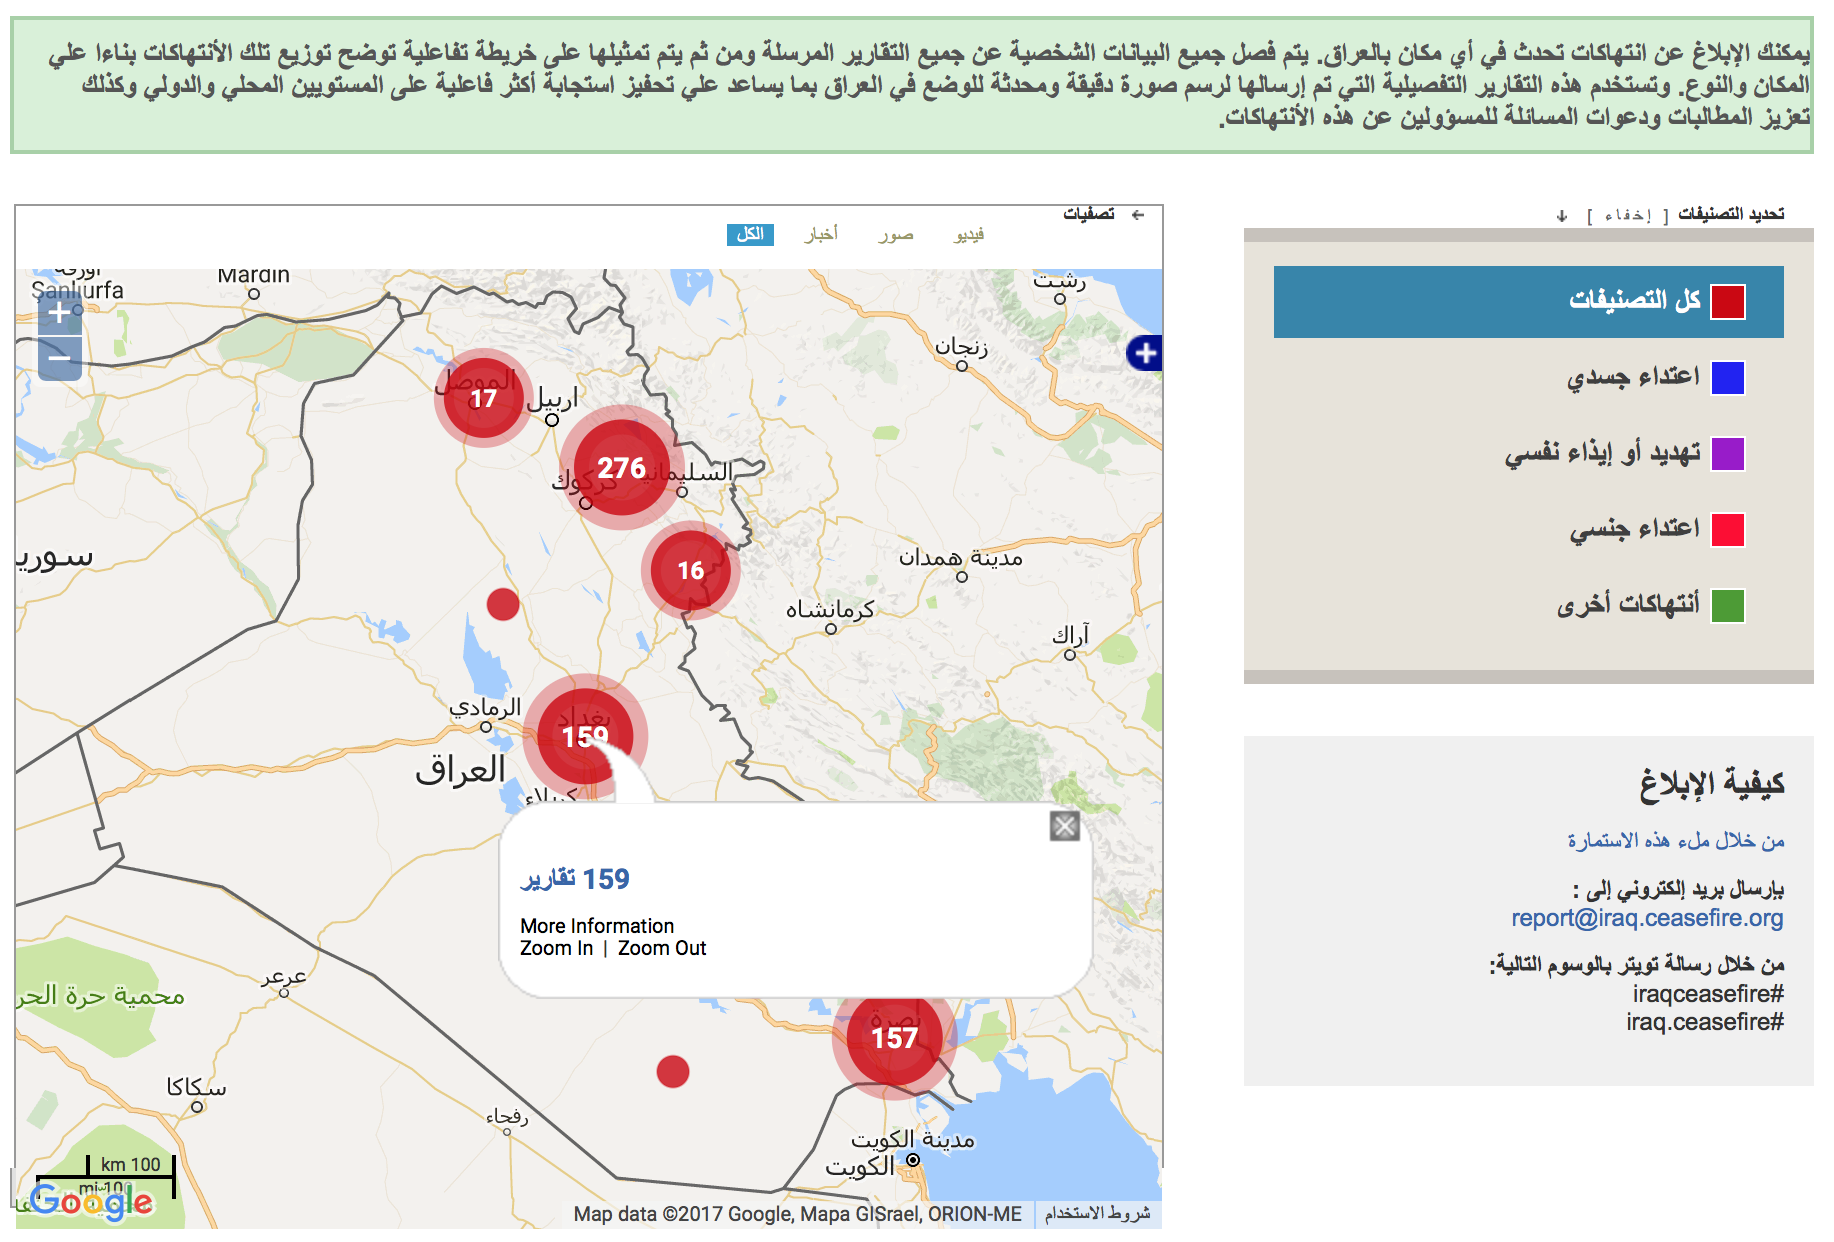 يمكنك الإبلاغ عن انتهاكات تحدث في أي مكان بالعراق. يتم فصل جميع البيانات الشخصية عن جميع التقارير المرسلة ومن ثم يتم تمثيلها على خريطة تفاعلية توضح توزيع تلك الأنتهاكات بناءا علي
المكان والنوع. وتستخدم هذه التقارير التفصيلية التي تم إرسالها لرسم صورة دقيقة ومحدثة للوضع في العراق بما يساعد علي تحفيز استجابة أكثر فاعلية على المستويين المحلي والدولي وكذلك
تعزيز المطالبات ودعوات المسائلة للمسؤولين عن هذه الأنتهاكات.
تحديد التصنيفات [ إخفاء ] ↓
كل التصنيفات
اعتداء جسدي
تهديد أو إيذاء نفسي
اعتداء جنسي
أنتهاكات أخرى
كيفية الإبلاغ
من خلال ملء هذه الاستمارة
بإرسال بريد إلكتروني إلى :
report@iraq.ceasefire.org
من خلال رسالة تويتر بالوسوم التالية:
iraqceasefire#
iraq.ceasefire#
← تصفيات
فيديو صور أخبار الكل
Mardin
Şanlıurfa
+
−
رشت
زنجان
+
الموصل
17
اربيل
276
السليمانية
كركوك
16
سوريا
مدينة همدان
كرمانشاه
آراك
الرمادي
بغداد
159
العراق
كربلاء
159 تقارير
More Information
Zoom In | Zoom Out
عرعر
محمية حرّة الحر
157
سكاكا
رفحاء
مدينة الكويت
الكويت
km 100
mi 100
Google
Map data ©2017 Google, Mapa GISrael, ORION-ME
شروط الاستخدام